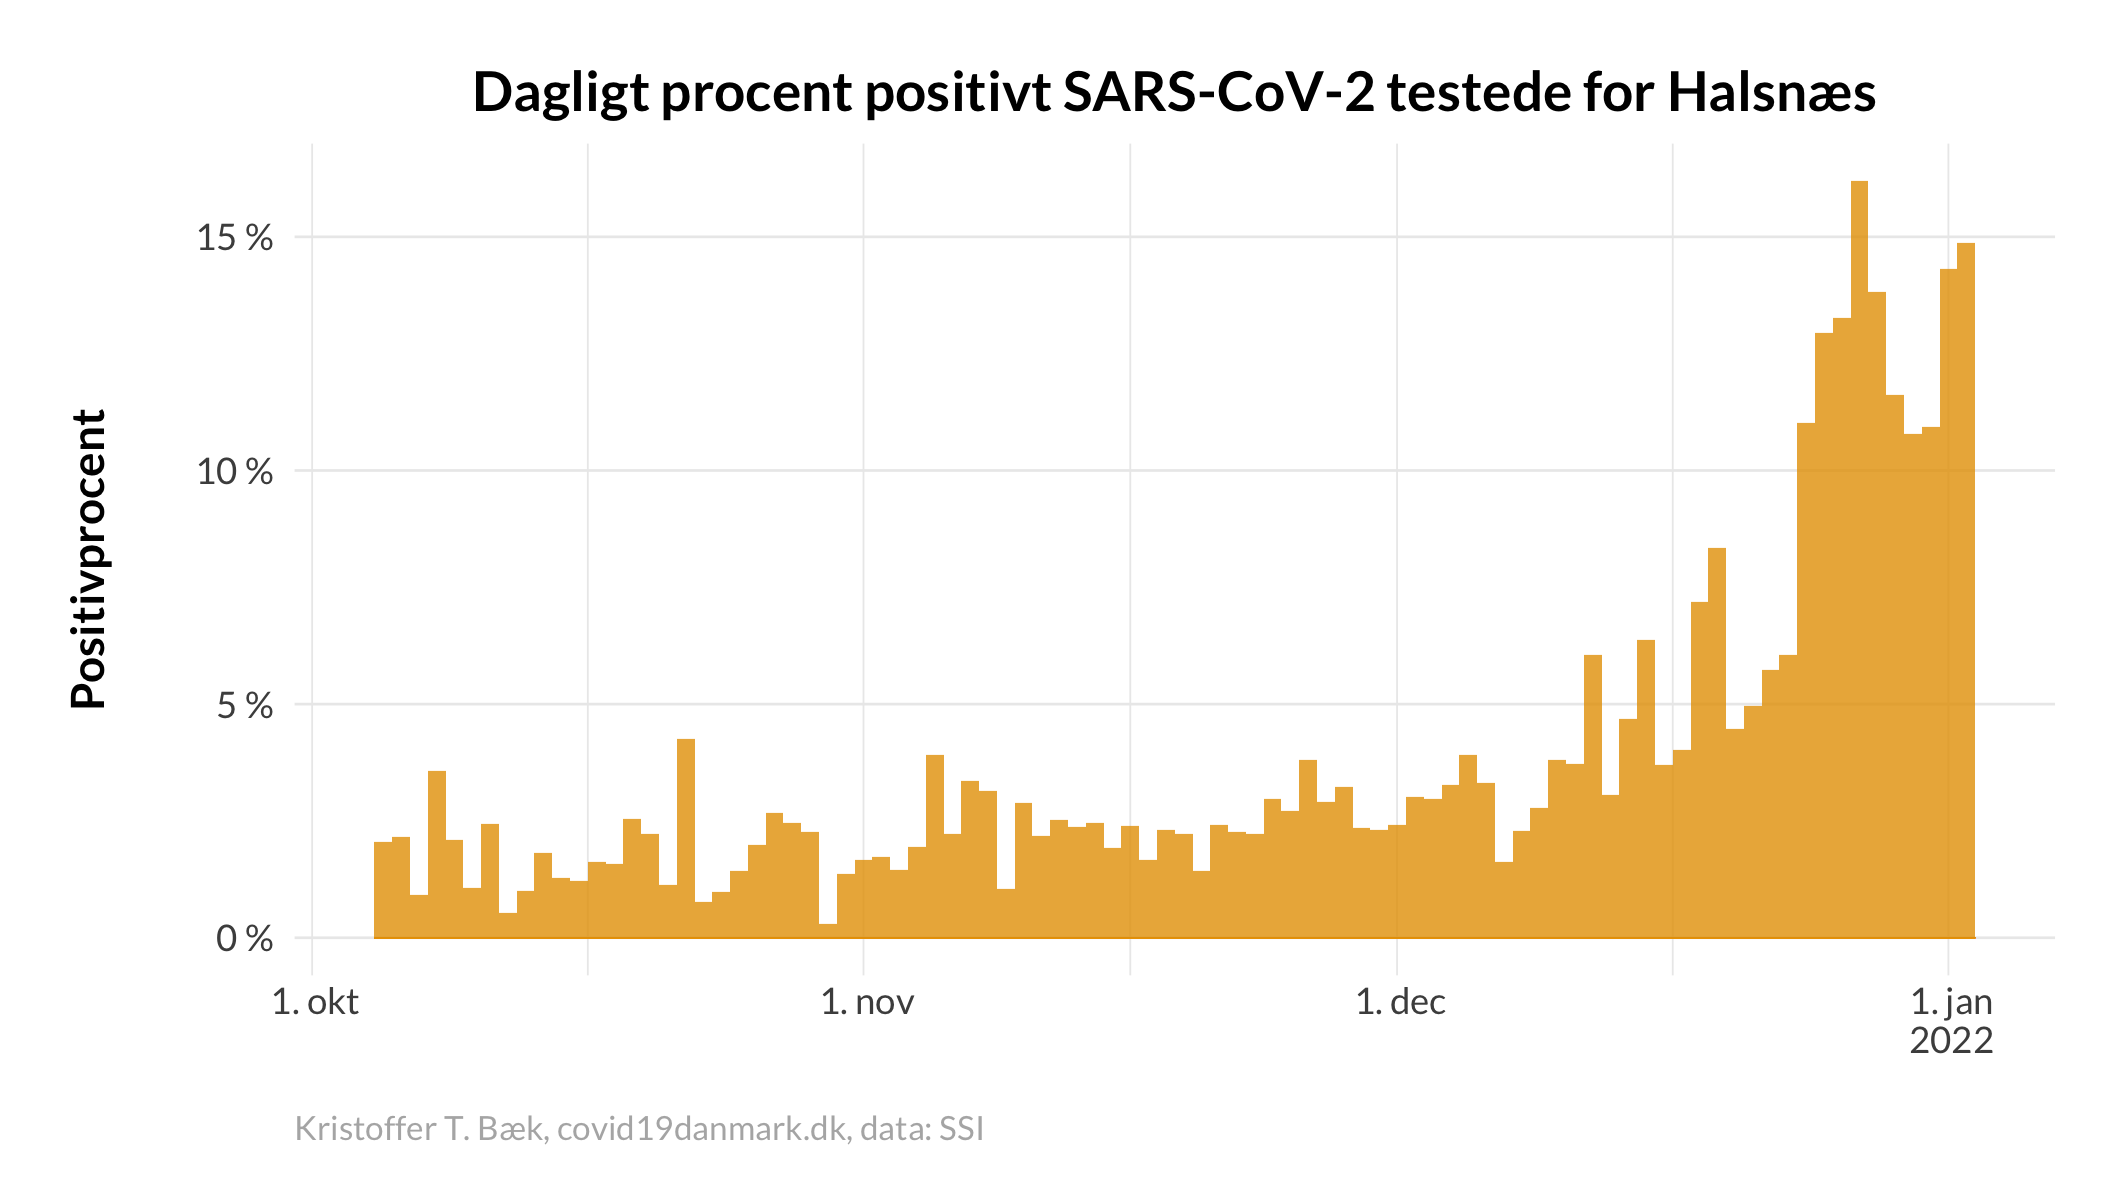 Dagligt procent positivt SARS-CoV-2 testede for Halsnæs
Positivprocent
15 %
10 %
5 %
0 %
1. okt
1. nov
1. dec
1. jan
2022
Kristoffer T. Bæk, covid19danmark.dk, data: SSI